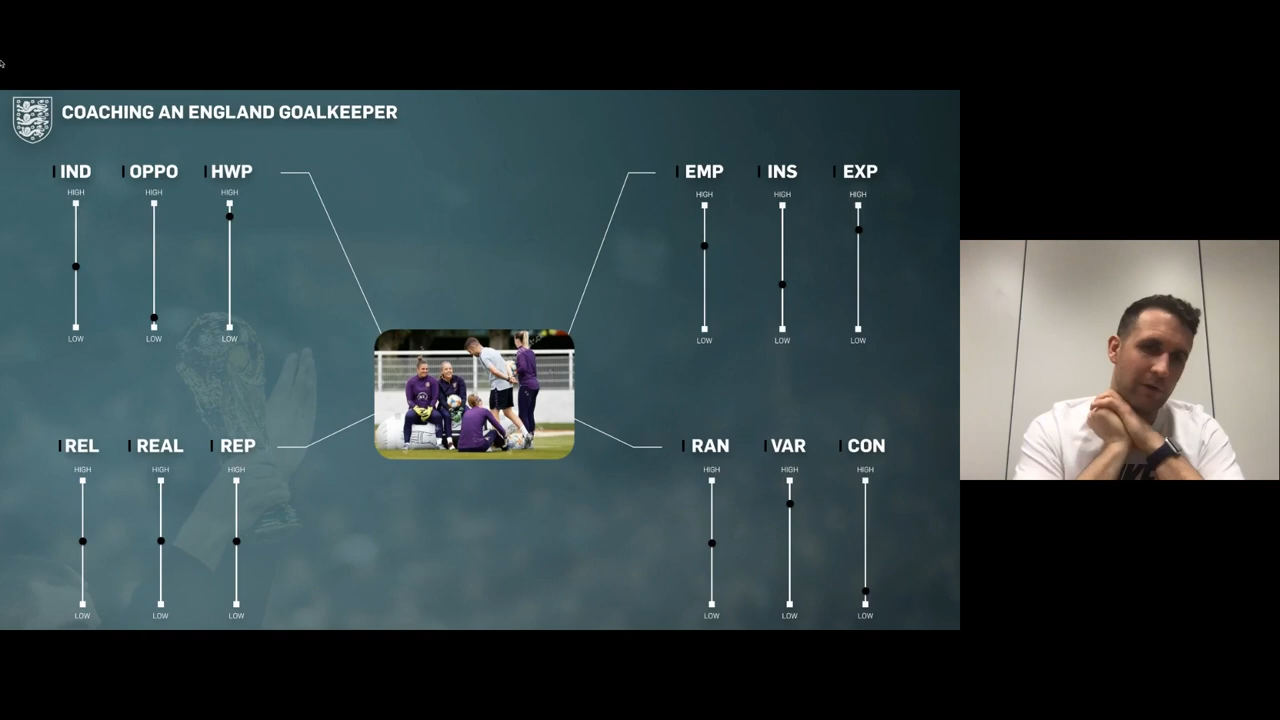 COACHING AN ENGLAND GOALKEEPER
IND OPPO HWP
HIGH HIGH HIGH
LOW LOW LOW
EMP INS EXP
HIGH HIGH HIGH
LOW LOW LOW
REL REAL REP
HIGH HIGH HIGH
LOW LOW LOW
RAN VAR CON
HIGH HIGH HIGH
LOW LOW LOW